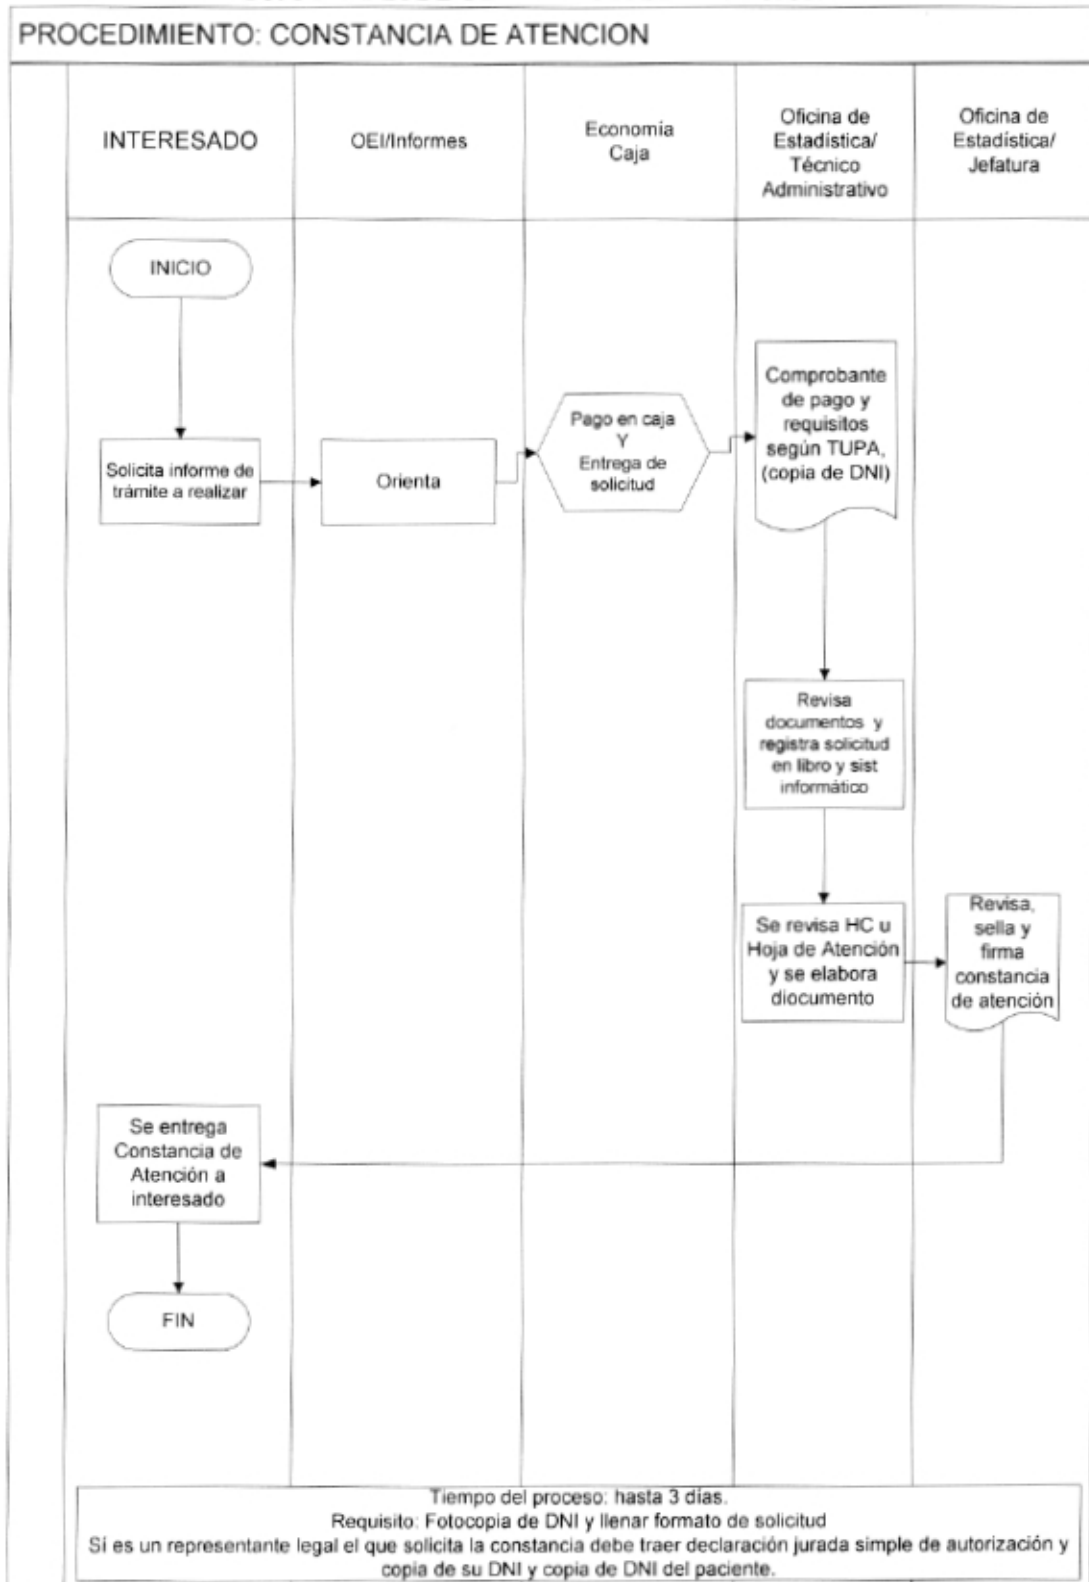 PROCEDIMIENTO: CONSTANCIA DE ATENCION
INTERESADO
OEI/Informes
Economía
Caja
Oficina de
Estadística/
Técnico
Administrativo
Oficina de
Estadística/
Jefatura
INICIO
Solicita informe de
trámite a realizar
Orienta
Pago en caja
Y
Entrega de
solicitud
Comprobante
de pago y
requisitos
según TUPA,
(copia de DNI)
Revisa
documentos y
registra solicitud
en libro y sist
informático
Se revisa HC u
Hoja de Atención
y se elabora
diocumento
Revisa,
sella y
firma
constancia
de atención
Se entrega
Constancia de
Atención a
interesado
FIN
Tiempo del proceso: hasta 3 días.
Requisito: Fotocopia de DNI y llenar formato de solicitud
Sí es un representante legal el que solicita la constancia debe traer declaración jurada simple de autorización y
copia de su DNI y copia de DNI del paciente.